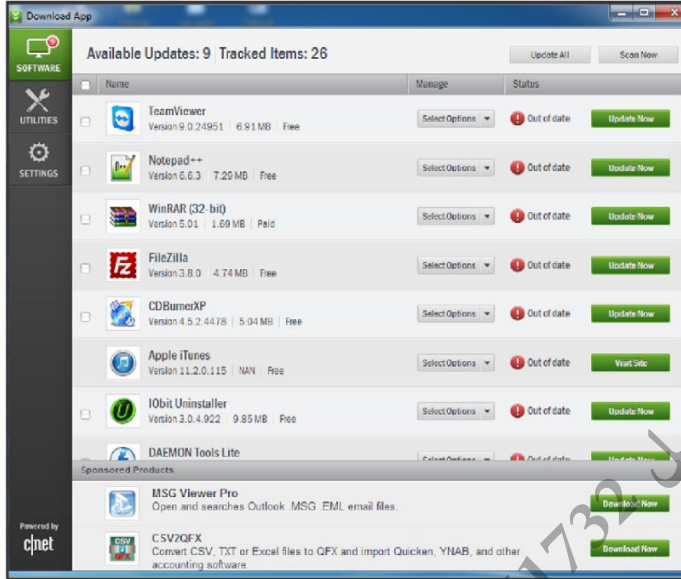 Download App
SOFTWARE
UTILITIES
SETTINGS
Powered by
c|net
Available Updates: 9 Tracked Items: 26
Update All
Scan Now
Name
Manage
Status
TeamViewer
Version 9.0.24951 | 6.91 MB | Free
Select Options
Out of date
Update Now
Notepad++
Version 6.6.3 | 7.29 MB | Free
Select Options
Out of date
Update Now
WinRAR (32-bit)
Version 5.01 | 1.69 MB | Paid
Select Options
Out of date
Update Now
FileZilla
Version 3.8.0 | 4.74 MB | Free
Select Options
Out of date
Update Now
CDBurnerXP
Version 4.5.2.4478 | 5.04 MB | Free
Select Options
Out of date
Update Now
Apple iTunes
Version 11.2.0.115 | NAN | Free
Select Options
Out of date
Visit Site
IObit Uninstaller
Version 3.0.4.922 | 9.85 MB | Free
Select Options
Out of date
Update Now
DAEMON Tools Lite
Select Options
Out of date
Update Now
Sponsored Products
MSG Viewer Pro
Open and searches Outlook .MSG .EML email files.
Download Now
CSV2QFX
Convert CSV, TXT or Excel files to QFX and import Quicken, YNAB, and other
accounting software.
Download Now